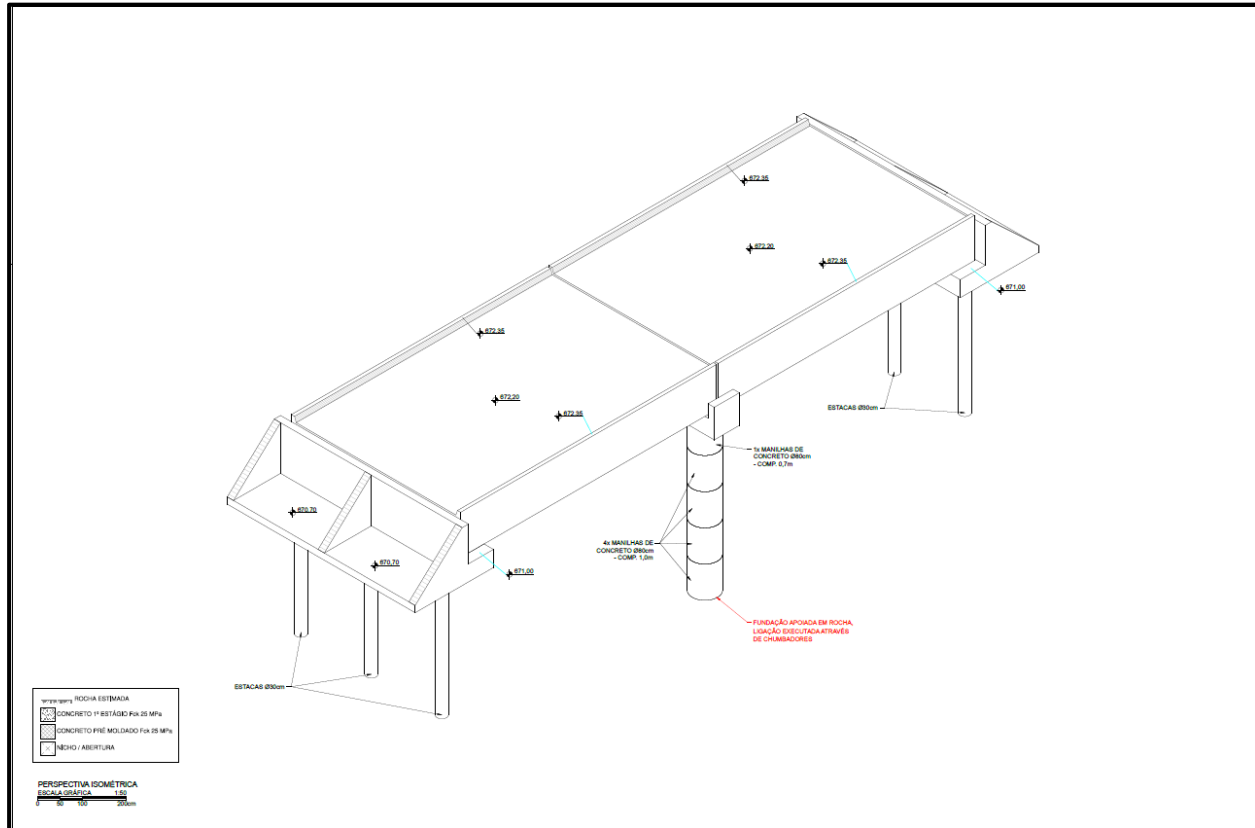 672,35
672,20
672,35
671,00
672,35
672,20
672,35
ESTACAS Ø30cm
1x MANILHAS DE
CONCRETO Ø80cm
- COMP. 0,7m
670,70
4x MANILHAS DE
CONCRETO Ø80cm
- COMP. 1,0m
670,70
671,00
FUNDAÇÃO APOIADA EM ROCHA,
LIGAÇÃO EXECUTADA ATRAVÉS
DE CHUMBADORES
ESTACAS Ø30cm
ROCHA ESTIMADA
CONCRETO 1º ESTÁGIO Fck 25 MPa
CONCRETO PRÉ MOLDADO Fck 25 MPa
NICHO / ABERTURA
PERSPECTIVA ISOMÉTRICA
ESCALA GRÁFICA 1:50
0 50 100 200cm